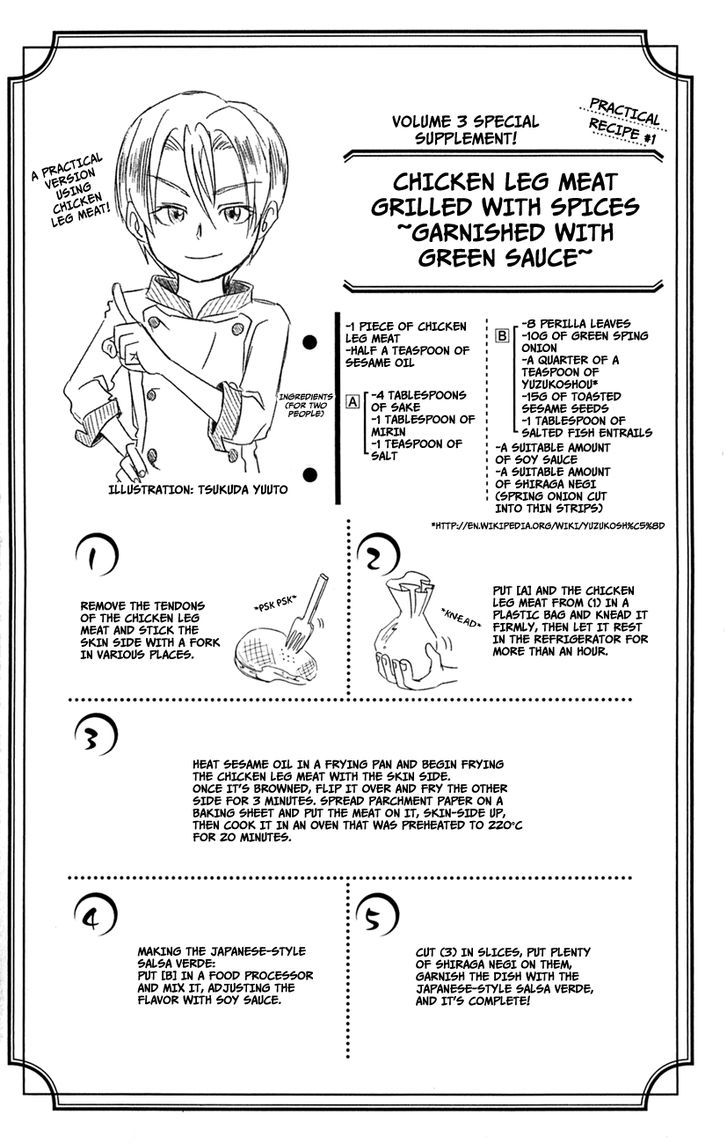 PRACTICAL
RECIPE #1
VOLUME 3 SPECIAL
SUPPLEMENT!
A PRACTICAL
VERSION
USING
CHICKEN
LEG MEAT!
CHICKEN LEG MEAT
GRILLED WITH SPICES
~GARNISHED WITH
GREEN SAUCE~
ILLUSTRATION: TSUKUDA YUUTO
INGREDIENTS
(FOR TWO
PEOPLE)
-1 PIECE OF CHICKEN
LEG MEAT
-HALF A TEASPOON OF
SESAME OIL
A
-4 TABLESPOONS
OF SAKE
-1 TABLESPOON OF
MIRIN
-1 TEASPOON OF
SALT
B
-8 PERILLA LEAVES
-10G OF GREEN SPING
ONION
-A QUARTER OF A
TEASPOON OF
YUZUKOSHOU*
-15G OF TOASTED
SESAME SEEDS
-1 TABLESPOON OF
SALTED FISH ENTRAILS
-A SUITABLE AMOUNT
OF SOY SAUCE
-A SUITABLE AMOUNT
OF SHIRAGA NEGI
(SPRING ONION CUT
INTO THIN STRIPS)
*HTTP://EN.WIKIPEDIA.ORG/WIKI/YUZUKOSH%C5%8D
1
REMOVE THE TENDONS
OF THE CHICKEN LEG
MEAT AND STICK THE
SKIN SIDE WITH A FORK
IN VARIOUS PLACES.
*PSK PSK*
2
*KNEAD*
PUT [A] AND THE CHICKEN
LEG MEAT FROM (1) IN A
PLASTIC BAG AND KNEAD IT
FIRMLY, THEN LET IT REST
IN THE REFRIGERATOR FOR
MORE THAN AN HOUR.
3
HEAT SESAME OIL IN A FRYING PAN AND BEGIN FRYING
THE CHICKEN LEG MEAT WITH THE SKIN SIDE.
ONCE IT'S BROWNED, FLIP IT OVER AND FRY THE OTHER
SIDE FOR 3 MINUTES. SPREAD PARCHMENT PAPER ON A
BAKING SHEET AND PUT THE MEAT ON IT, SKIN-SIDE UP,
THEN COOK IT IN AN OVEN THAT WAS PREHEATED TO 220°C
FOR 20 MINUTES.
4
MAKING THE JAPANESE-STYLE
SALSA VERDE:
PUT [B] IN A FOOD PROCESSOR
AND MIX IT, ADJUSTING THE
FLAVOR WITH SOY SAUCE.
5
CUT (3) IN SLICES, PUT PLENTY
OF SHIRAGA NEGI ON THEM,
GARNISH THE DISH WITH THE
JAPANESE-STYLE SALSA VERDE,
AND IT'S COMPLETE!